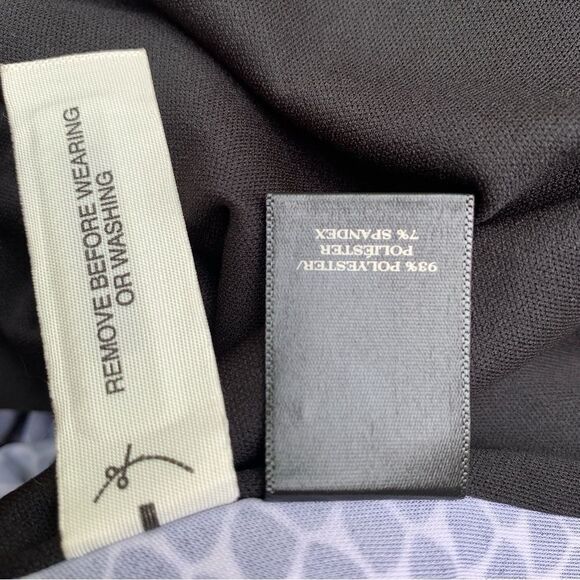 REMOVE BEFORE WEARING
OR WASHING
93% POLYESTER/
POLIESTER
7% SPANDEX